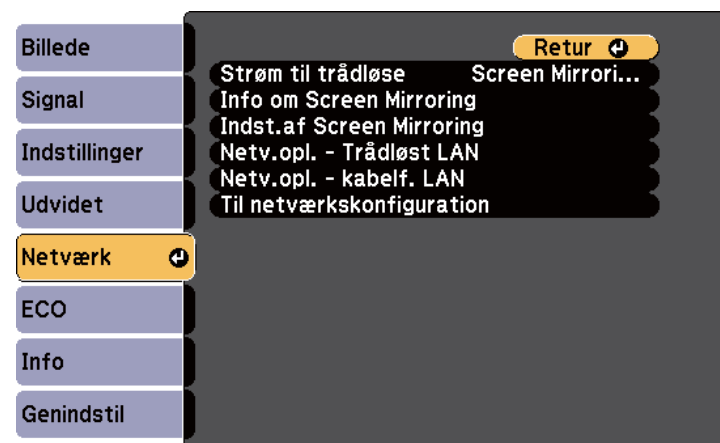 Billede
Signal
Indstillinger
Udvidet
Netværk
ECO
Info
Genindstil
Retur
Strøm til trådløse Screen Mirrori...
Info om Screen Mirroring
Indst.af Screen Mirroring
Netv.opl. - Trådløst LAN
Netv.opl. - kabelf. LAN
Til netværkskonfiguration